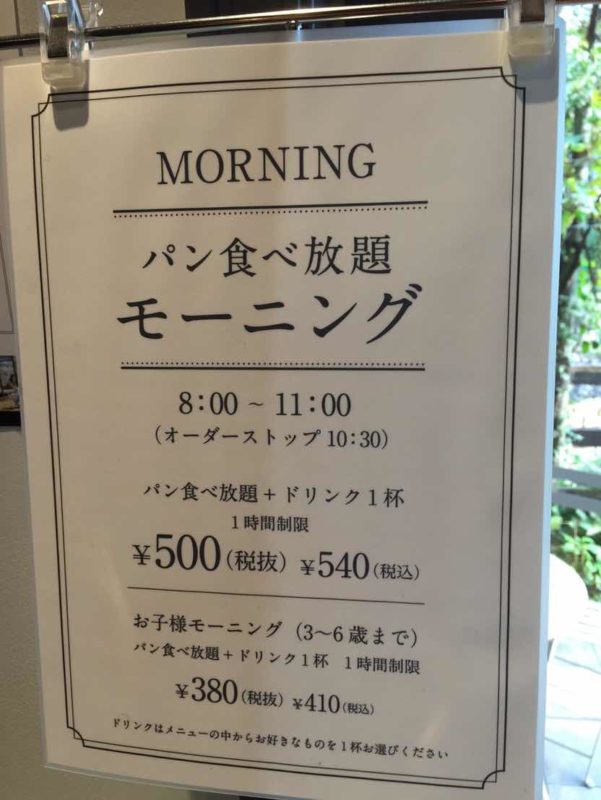 MORNING
パン食べ放題
モーニング
8:00 ~ 11:00
(オーダーストップ10:30)
パン食べ放題+ドリンク1杯
1時間制限
¥500(税抜) ¥540(税込)
お子様モーニング (3〜6歳まで)
パン食べ放題+ドリンク1杯 1時間制限
¥380(税抜) ¥410(税込)
ドリンクはメニューの中からお好きなものを1杯お選びください